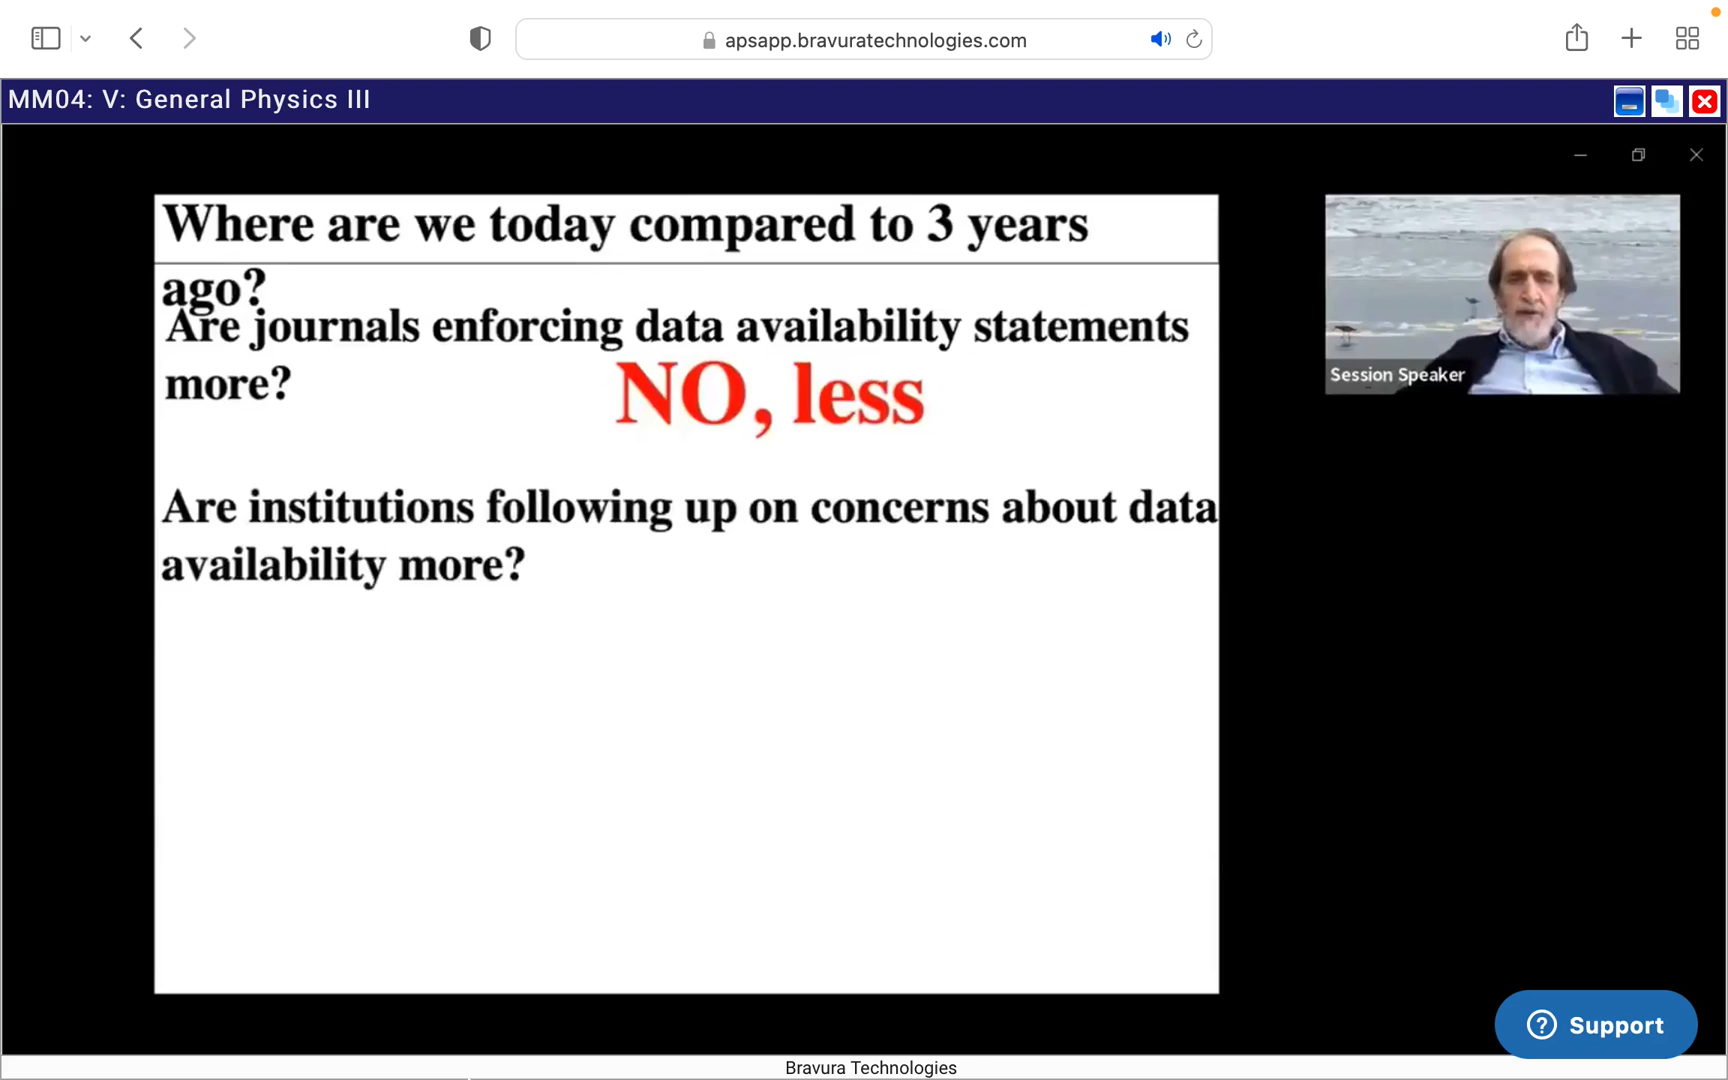 apsapp.bravuratechnologies.com
MM04: V: General Physics III
Where are we today compared to 3 years
ago?
Are journals enforcing data availability statements
more?
NO, less
Are institutions following up on concerns about data
availability more?
Session Speaker
Support
Bravura Technologies